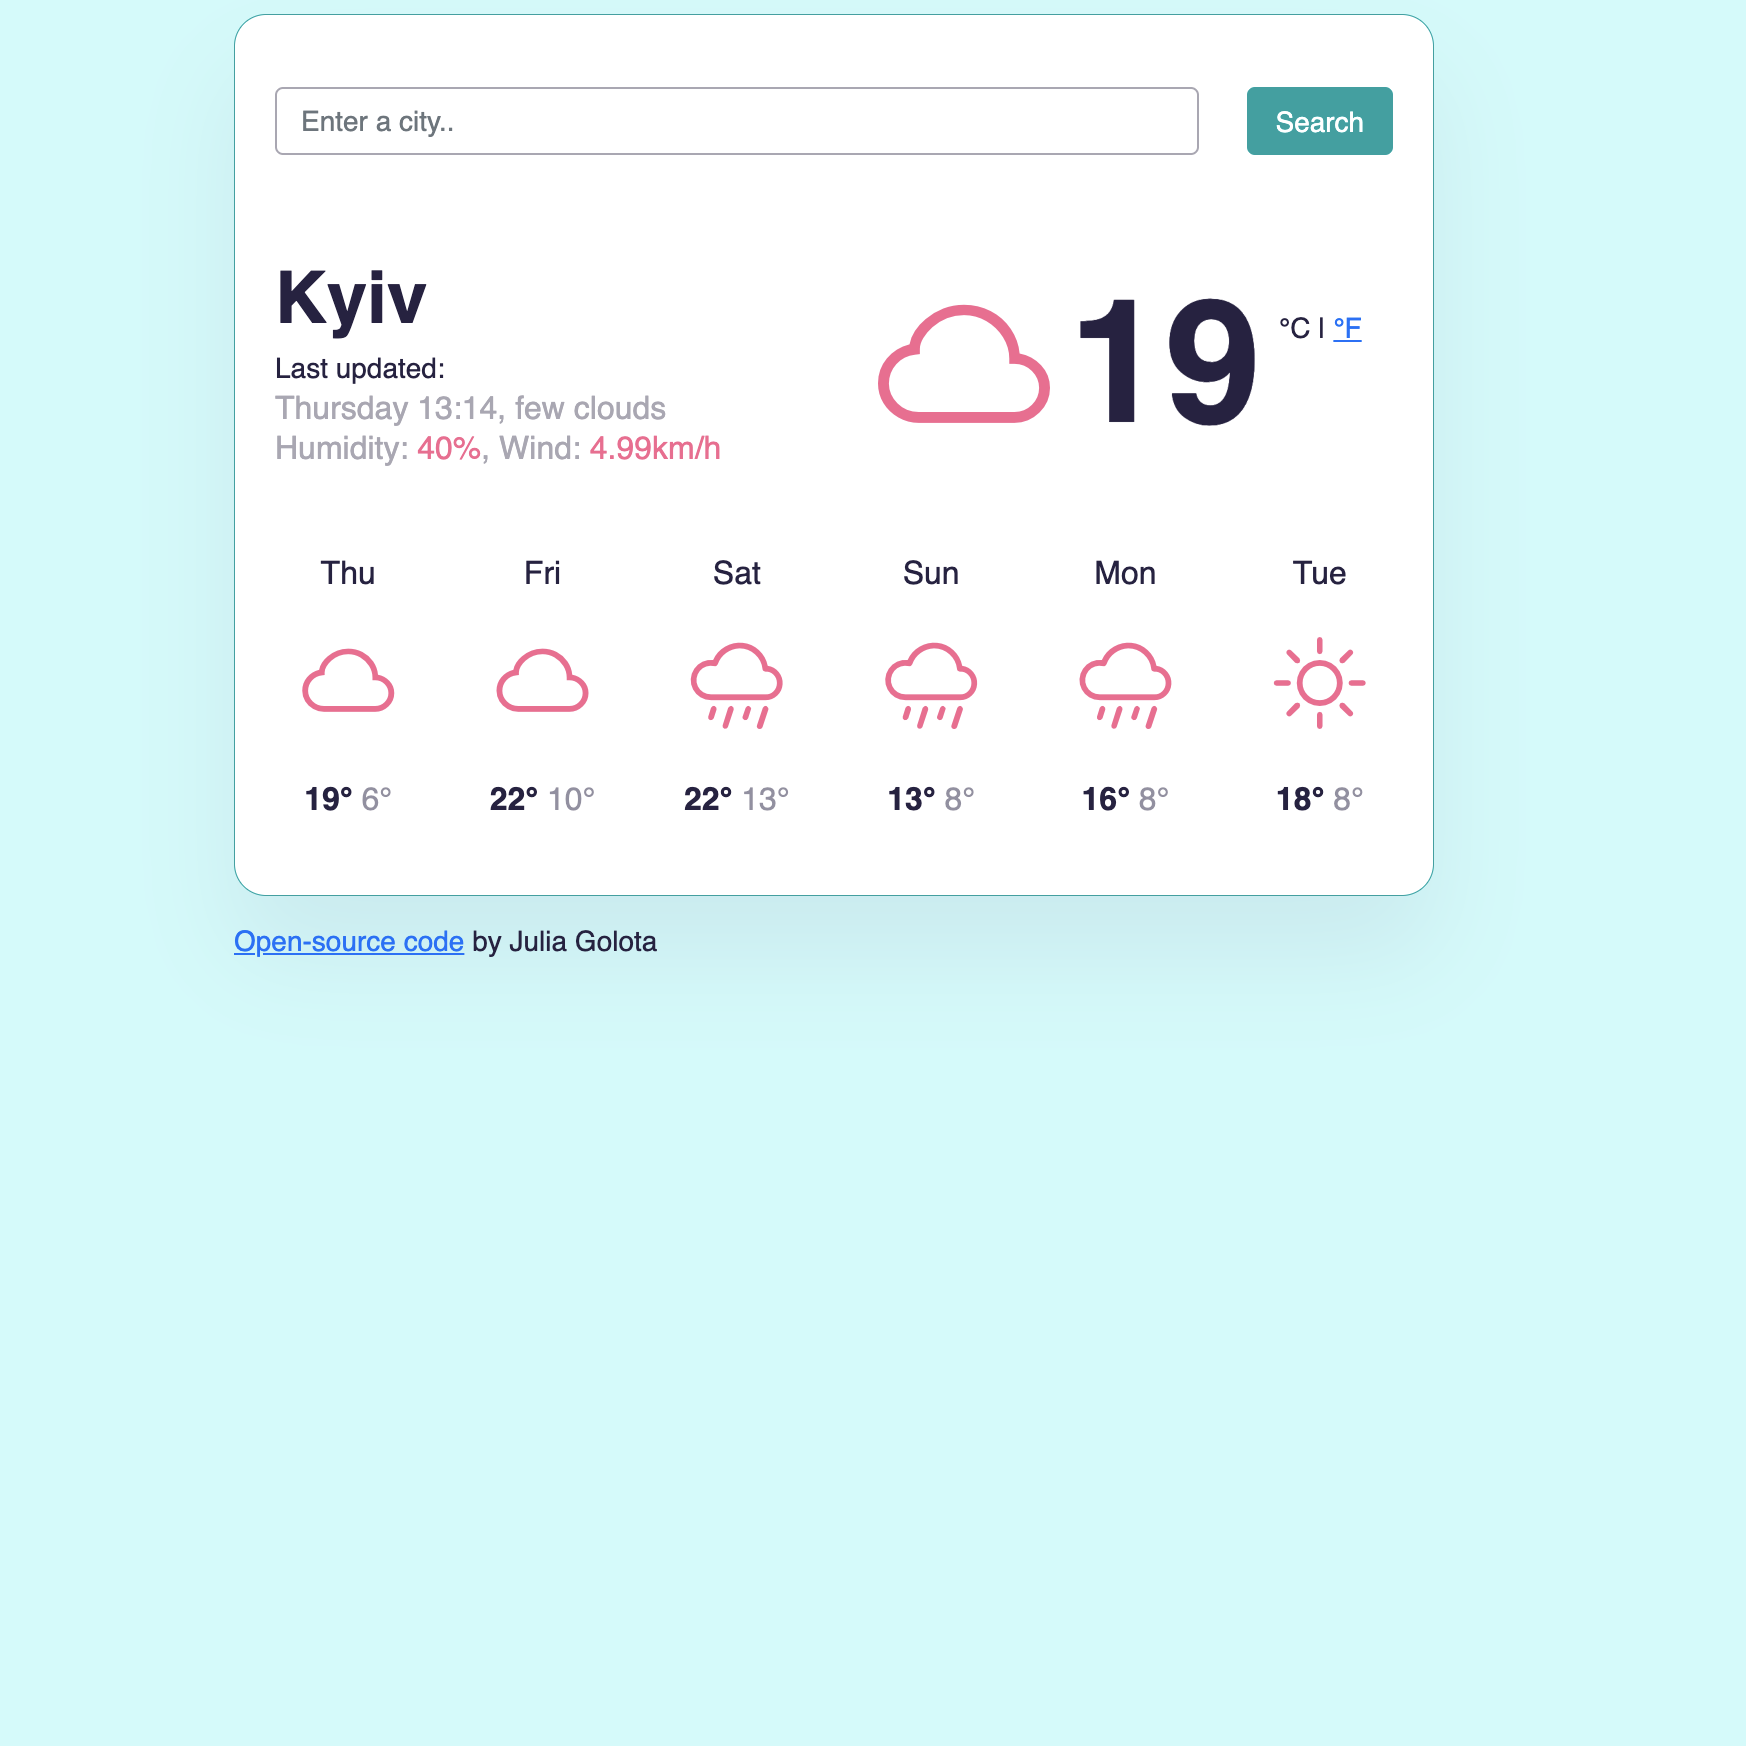 Enter a city..
Search
Kyiv
Last updated:
Thursday 13:14, few clouds
Humidity: 40%, Wind: 4.99km/h
19 °C | °F
Thu Fri Sat Sun Mon Tue
19° 6° 22° 10° 22° 13° 13° 8° 16° 8° 18° 8°
Open-source code by Julia Golota